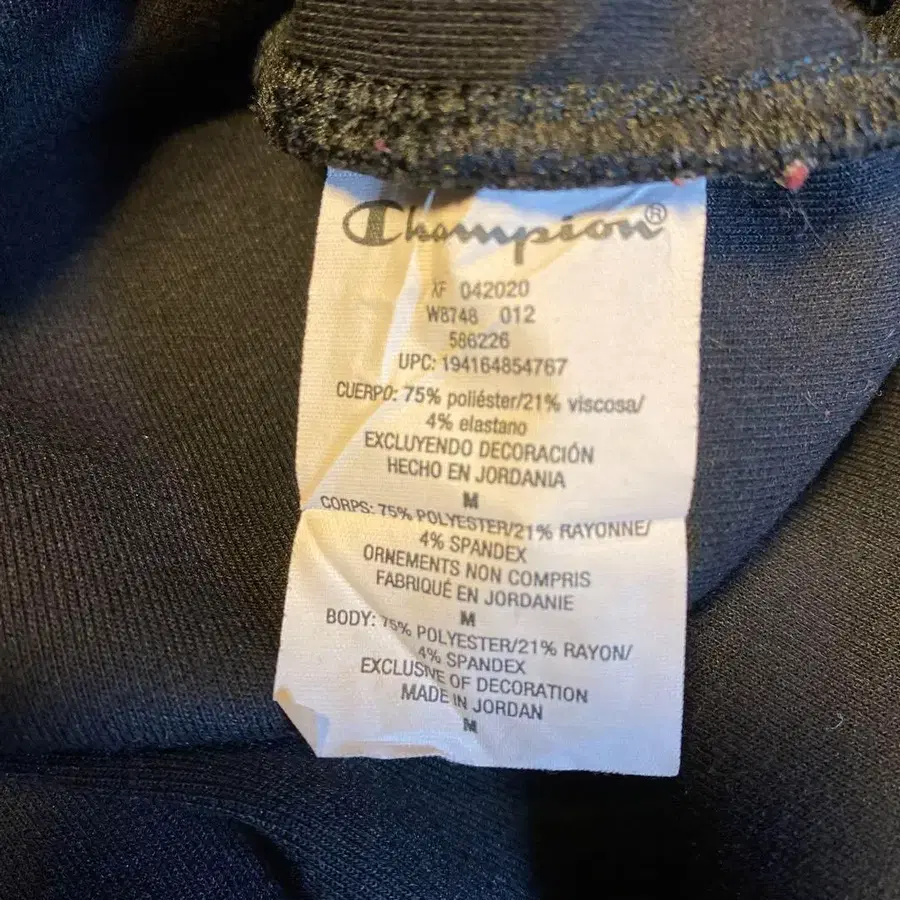 Champion®
XF 042020
W8748 012
586226
UPC: 194164854767
CUERPO: 75% poliéster/21% viscosa/
4% elastano
EXCLUYENDO DECORACIÓN
HECHO EN JORDANIA
M
CORPS: 75% POLYESTER/21% RAYONNE/
4% SPANDEX
ORNEMENTS NON COMPRIS
FABRIQUÉ EN JORDANIE
M
BODY: 75% POLYESTER/21% RAYON/
4% SPANDEX
EXCLUSIVE OF DECORATION
MADE IN JORDAN
M